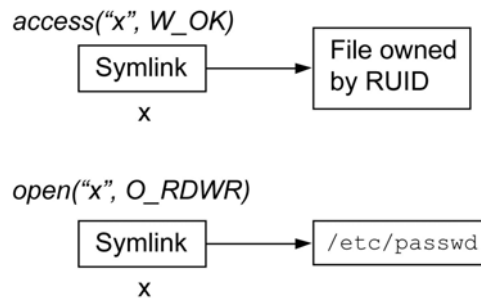 access(“x”, W_OK)
Symlink
File owned
by RUID
x
open(“x”, O_RDWR)
Symlink
/etc/passwd
x